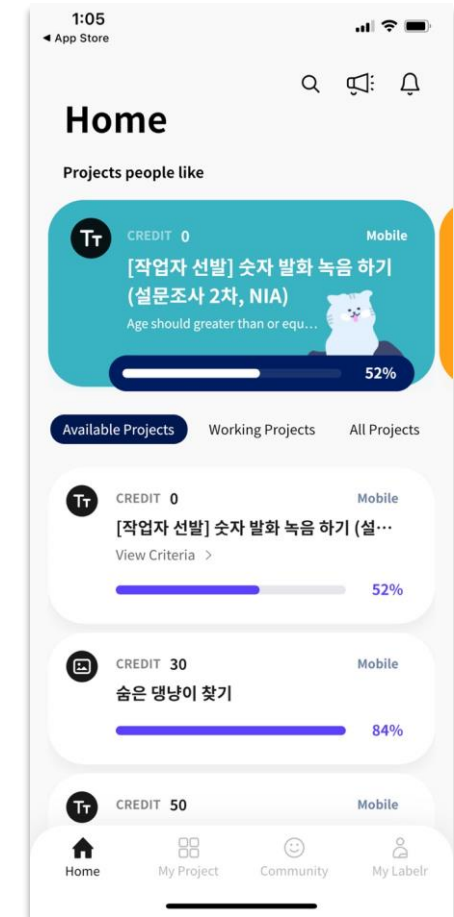 1:05
◀ App Store
Home
Projects people like
Tт
CREDIT 0
Mobile
[작업자 선발] 숫자 발화 녹음 하기
(설문조사 2차, NIA)
Age should greater than or equ...
52%
Available Projects
Working Projects
All Projects
Tт
CREDIT 0
Mobile
[작업자 선발] 숫자 발화 녹음 하기 (설…
View Criteria >
52%
CREDIT 30
Mobile
숨은 댕냥이 찾기
84%
Tт
CREDIT 50
Mobile
Home
My Project
Community
My Labelr